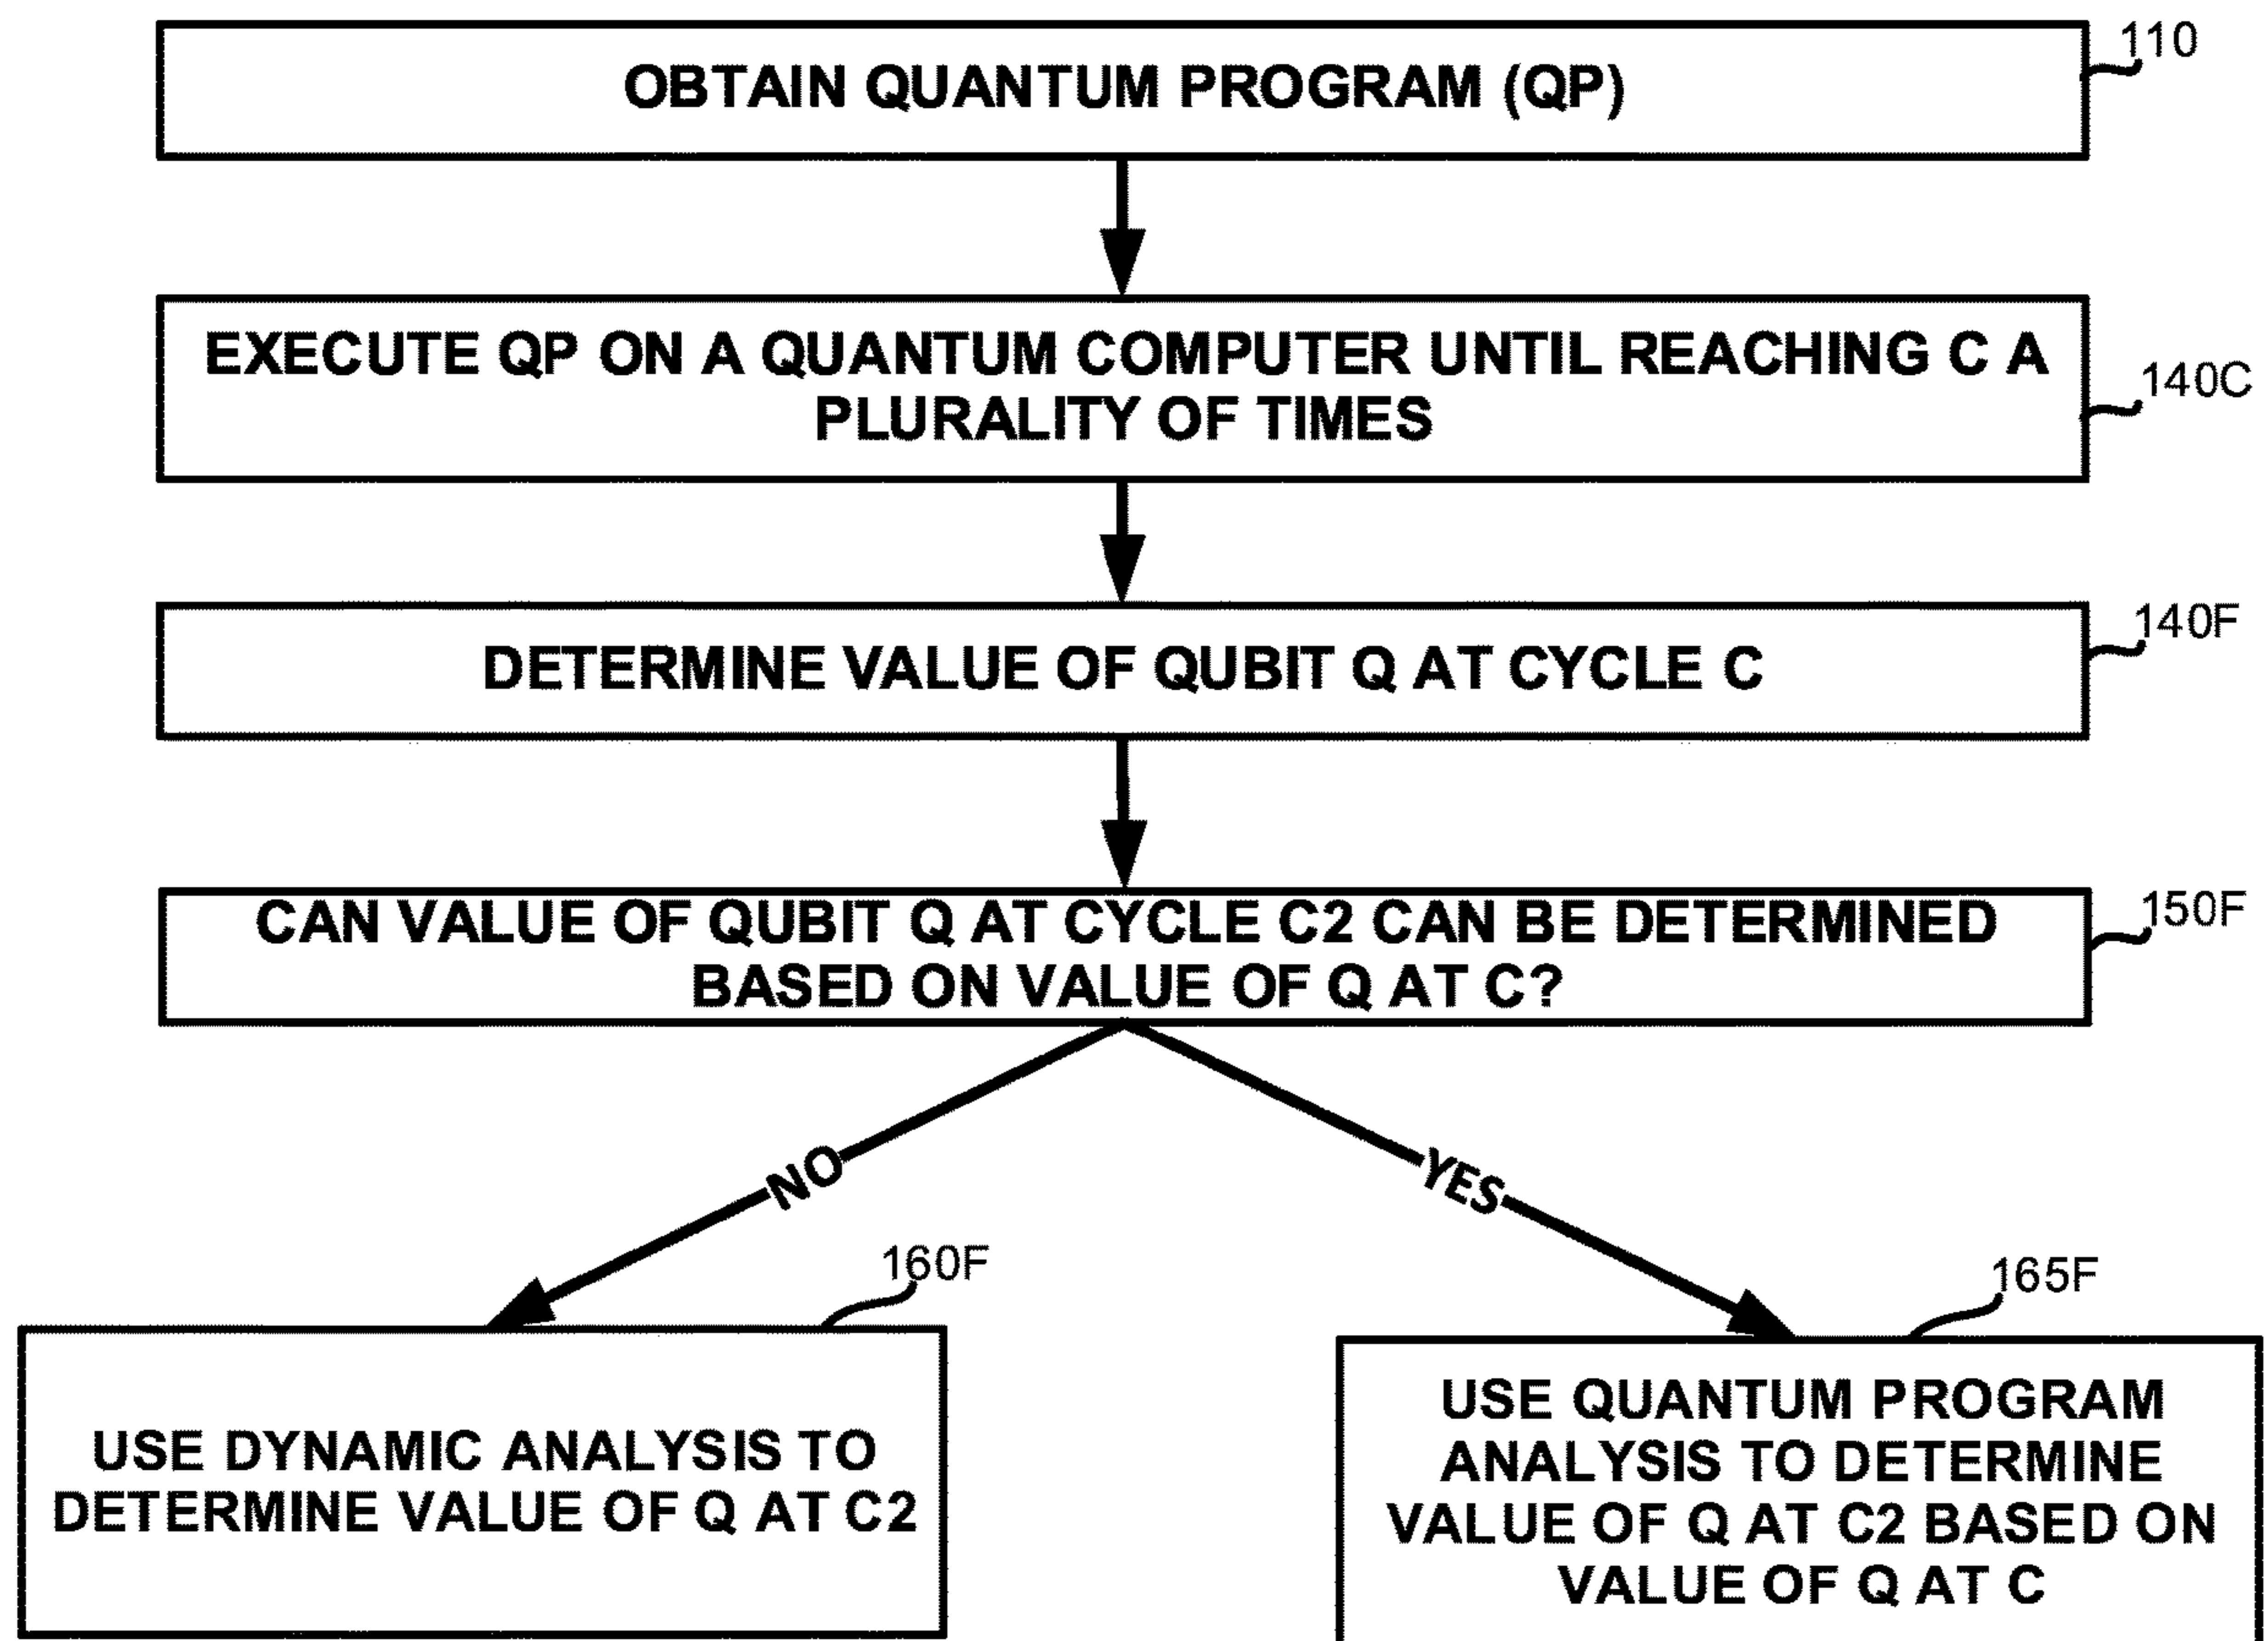 OBTAIN QUANTUM PROGRAM (QP)
110
EXECUTE QP ON A QUANTUM COMPUTER UNTIL REACHING C A
PLURALITY OF TIMES
140C
DETERMINE VALUE OF QUBIT Q AT CYCLE C
140F
CAN VALUE OF QUBIT Q AT CYCLE C2 CAN BE DETERMINED
BASED ON VALUE OF Q AT C?
150F
NO
YES
160F
USE DYNAMIC ANALYSIS TO
DETERMINE VALUE OF Q AT C2
165F
USE QUANTUM PROGRAM
ANALYSIS TO DETERMINE
VALUE OF Q AT C2 BASED ON
VALUE OF Q AT C